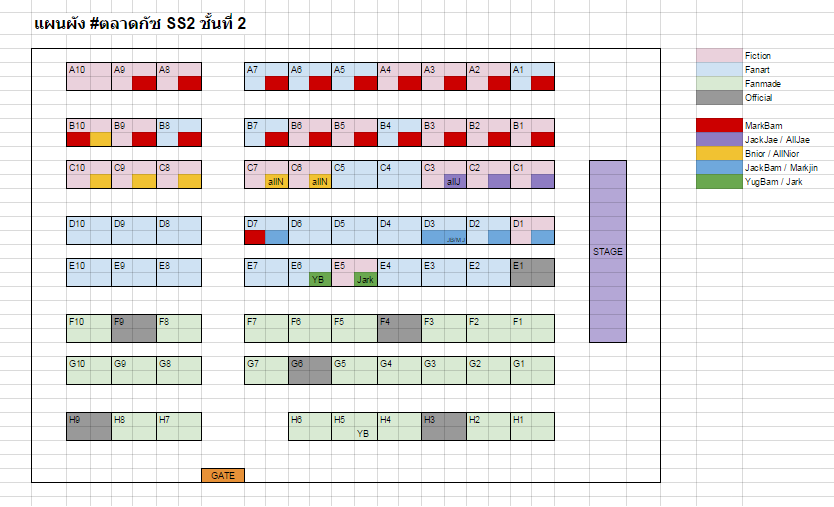 แผนผัง #ตลาดกัซ SS2 ชั้นที่ 2
A10 A9 A8 A7 A6 A5 A4 A3 A2 A1
Fiction
Fanart
Fanmade
Official
B10 B9 B8 B7 B6 B5 B4 B3 B2 B1
MarkBam
JackJae / AllJae
Bnior / AllNior
JackBam / Markjin
YugBam / Jark
C10 C9 C8 C7 C6 C5 C4 C3 C2 C1
allN allN allJ
D10 D9 D8 D7 D6 D5 D4 D3 D2 D1
JB/MJ
STAGE
E10 E9 E8 E7 E6 E5 E4 E3 E2 E1
YB Jark
F10 F9 F8 F7 F6 F5 F4 F3 F2 F1
G10 G9 G8 G7 G6 G5 G4 G3 G2 G1
H9 H8 H7 H6 H5 H4 H3 H2 H1
YB
GATE